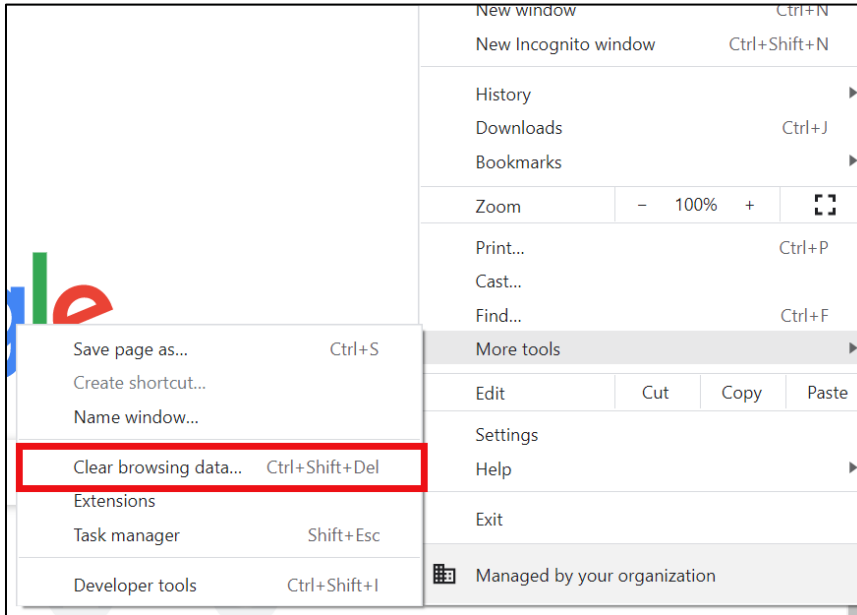 New window Ctrl+N
New Incognito window Ctrl+Shift+N
History
Downloads Ctrl+J
Bookmarks
Zoom - 100% +
Print... Ctrl+P
Cast...
Find... Ctrl+F
More tools
Edit Cut Copy Paste
Settings
Help
Exit
Managed by your organization
gle
Save page as... Ctrl+S
Create shortcut...
Name window...
Clear browsing data... Ctrl+Shift+Del
Extensions
Task manager Shift+Esc
Developer tools Ctrl+Shift+I